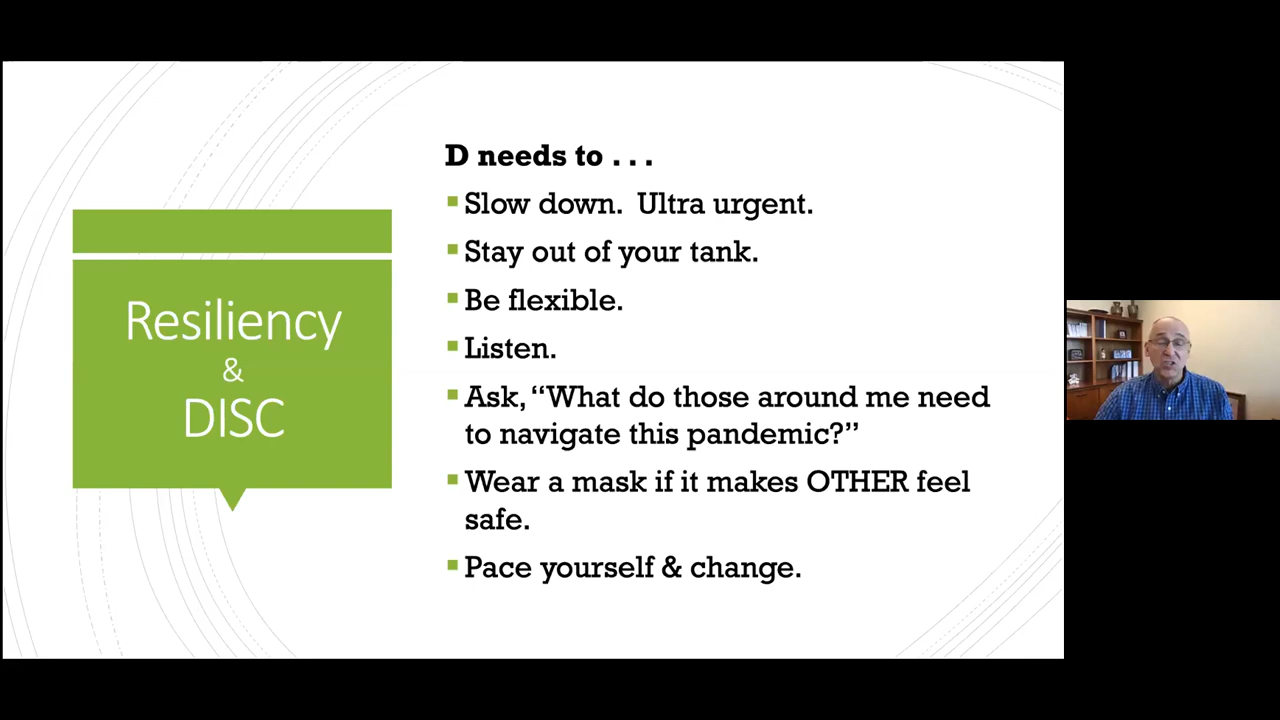 Resiliency
&
DISC
D needs to . . .
Slow down.  Ultra urgent.
Stay out of your tank.
Be flexible.
Listen.
Ask, “What do those around me need
to navigate this pandemic?”
Wear a mask if it makes OTHER feel
safe.
Pace yourself & change.